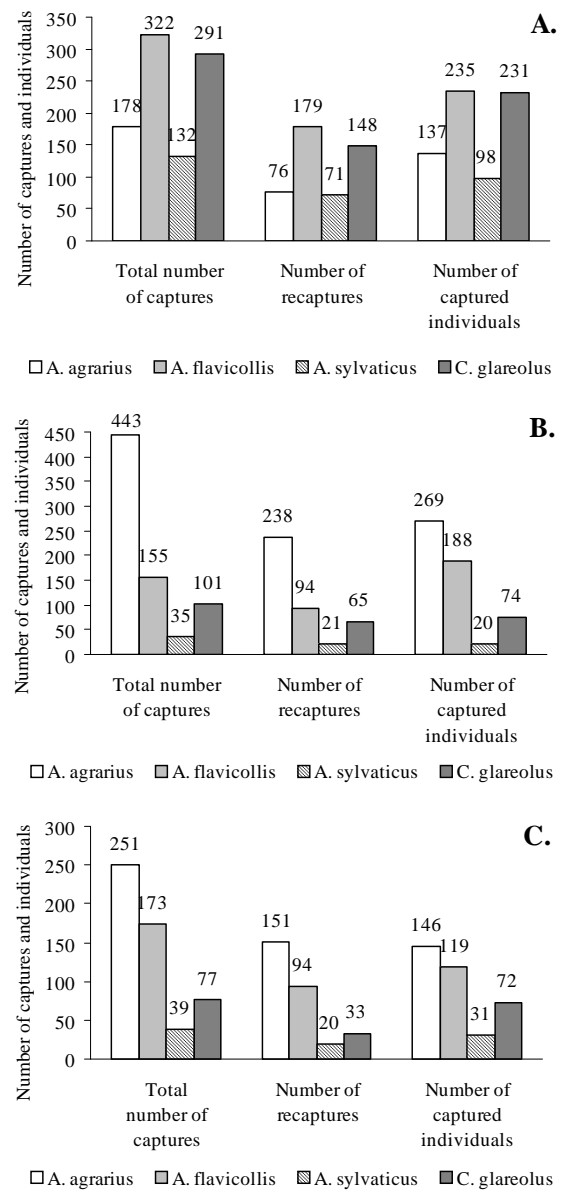 A.
Number of captures and individuals
350
300
250
200
150
100
50
0
178
322
132
291
76
179
71
148
137
235
98
231
Total number
of captures
Number of
recaptures
Number of
captured
individuals
A. agrarius
A. flavicollis
A. sylvaticus
C. glareolus
B.
Number of captures and individuals
450
400
350
300
250
200
150
100
50
0
443
155
35
101
238
94
21
65
269
188
20
74
Total number
of captures
Number of
recaptures
Number of
captured
individuals
A. agrarius
A. flavicollis
A. sylvaticus
C. glareolus
C.
Number of captures and individuals
300
250
200
150
100
50
0
251
173
39
77
151
94
20
33
146
119
31
72
Total
number of
captures
Number of
recaptures
Number of
captured
individuals
A. agrarius
A. flavicollis
A. sylvaticus
C. glareolus